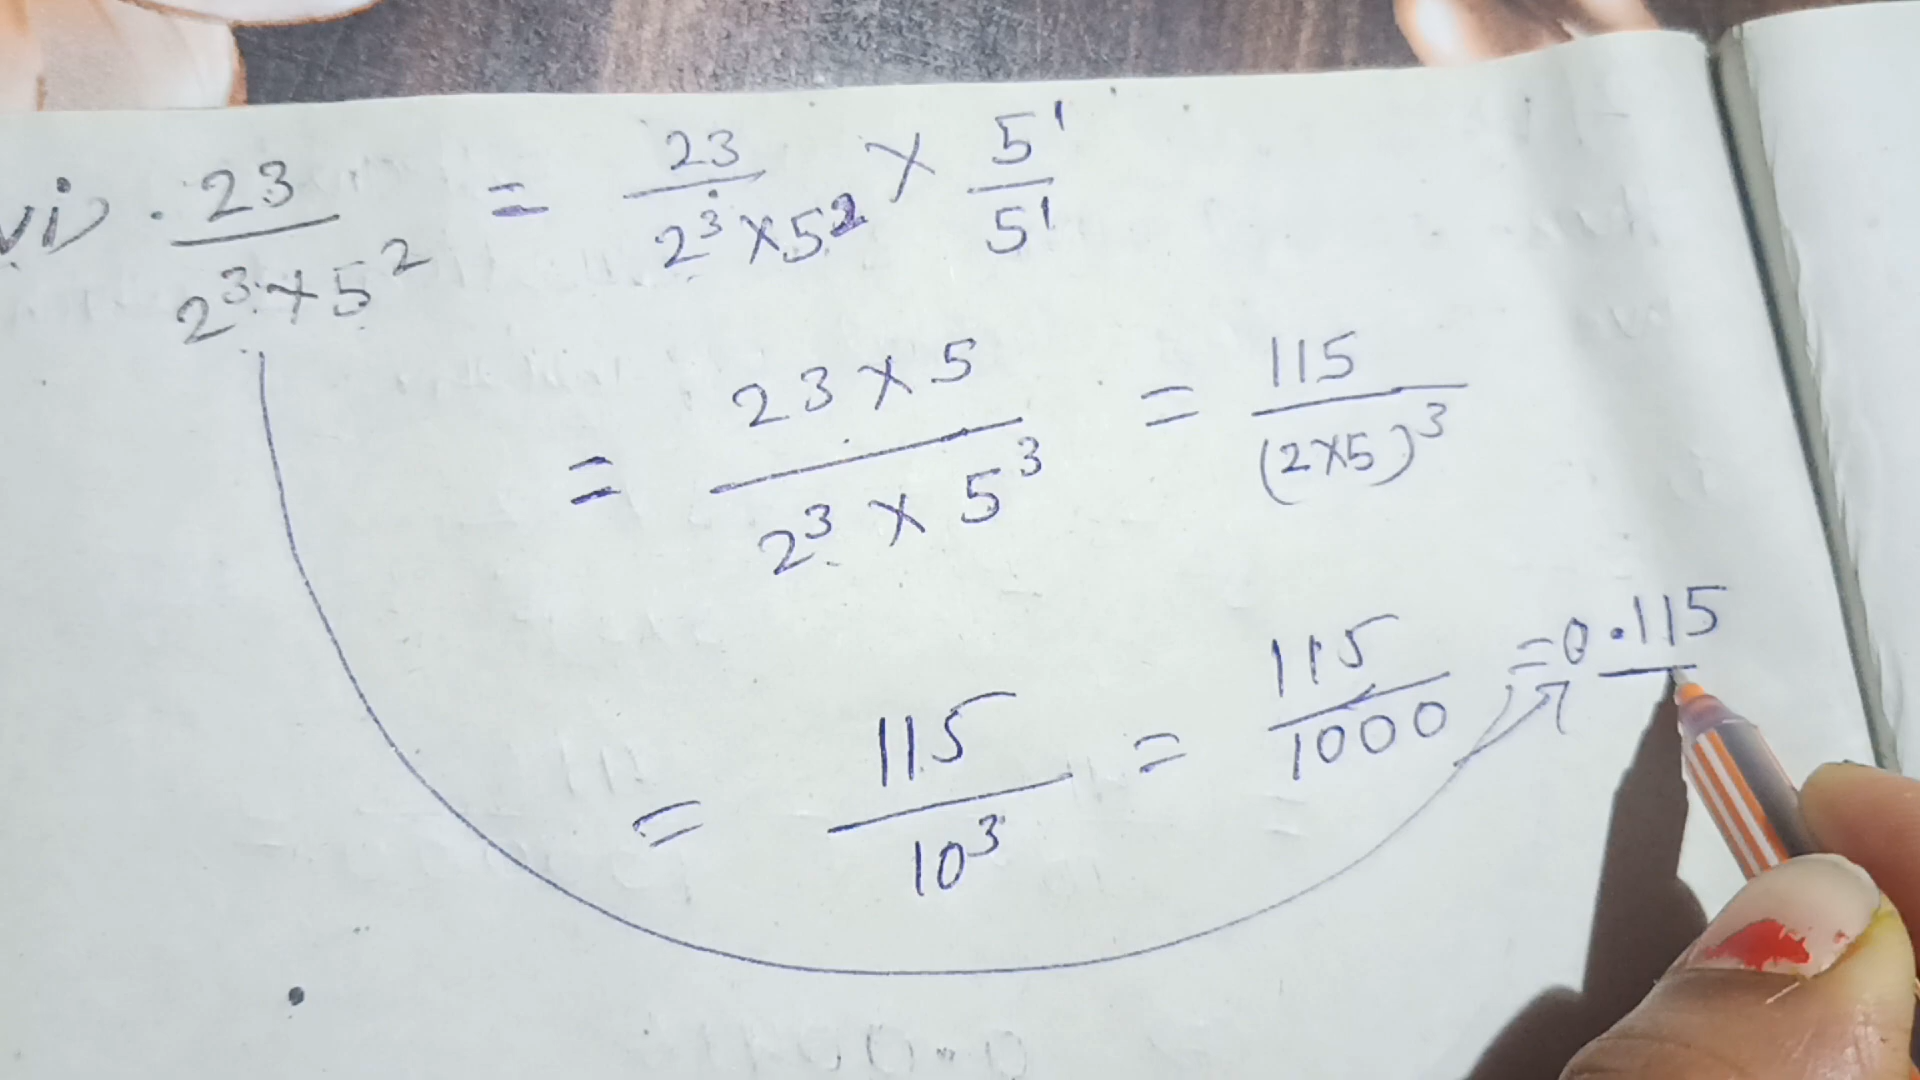 vi) 23/(2³×5²) = 23/(2³×5²) × 5¹/5¹
= (23×5)/(2³×5³) = 115/(2×5)³
= 115/10³ = 115/1000 = 0.115